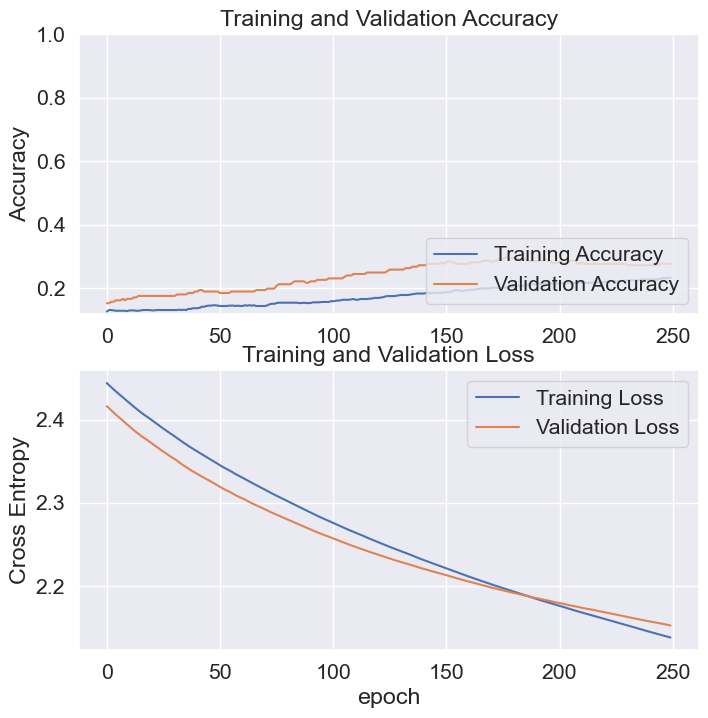 Training and Validation Accuracy
1.0
0.8
0.6
0.4
0.2
Accuracy
Training Accuracy
Validation Accuracy
0 50 100 150 200 250
Training and Validation Loss
2.4
2.3
2.2
Cross Entropy
Training Loss
Validation Loss
0 50 100 150 200 250
epoch